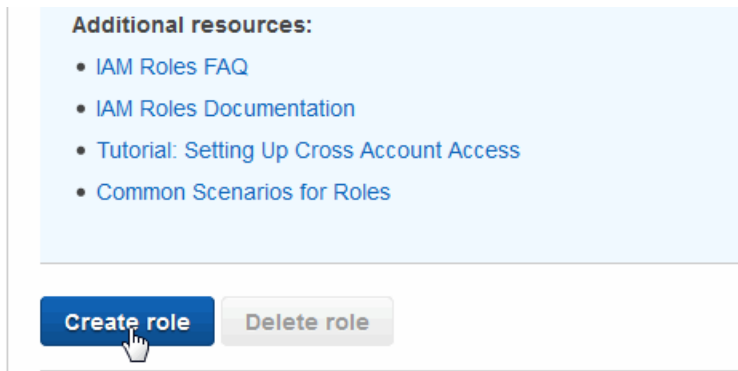 Additional resources:
• IAM Roles FAQ
• IAM Roles Documentation
• Tutorial: Setting Up Cross Account Access
• Common Scenarios for Roles
Create role Delete role